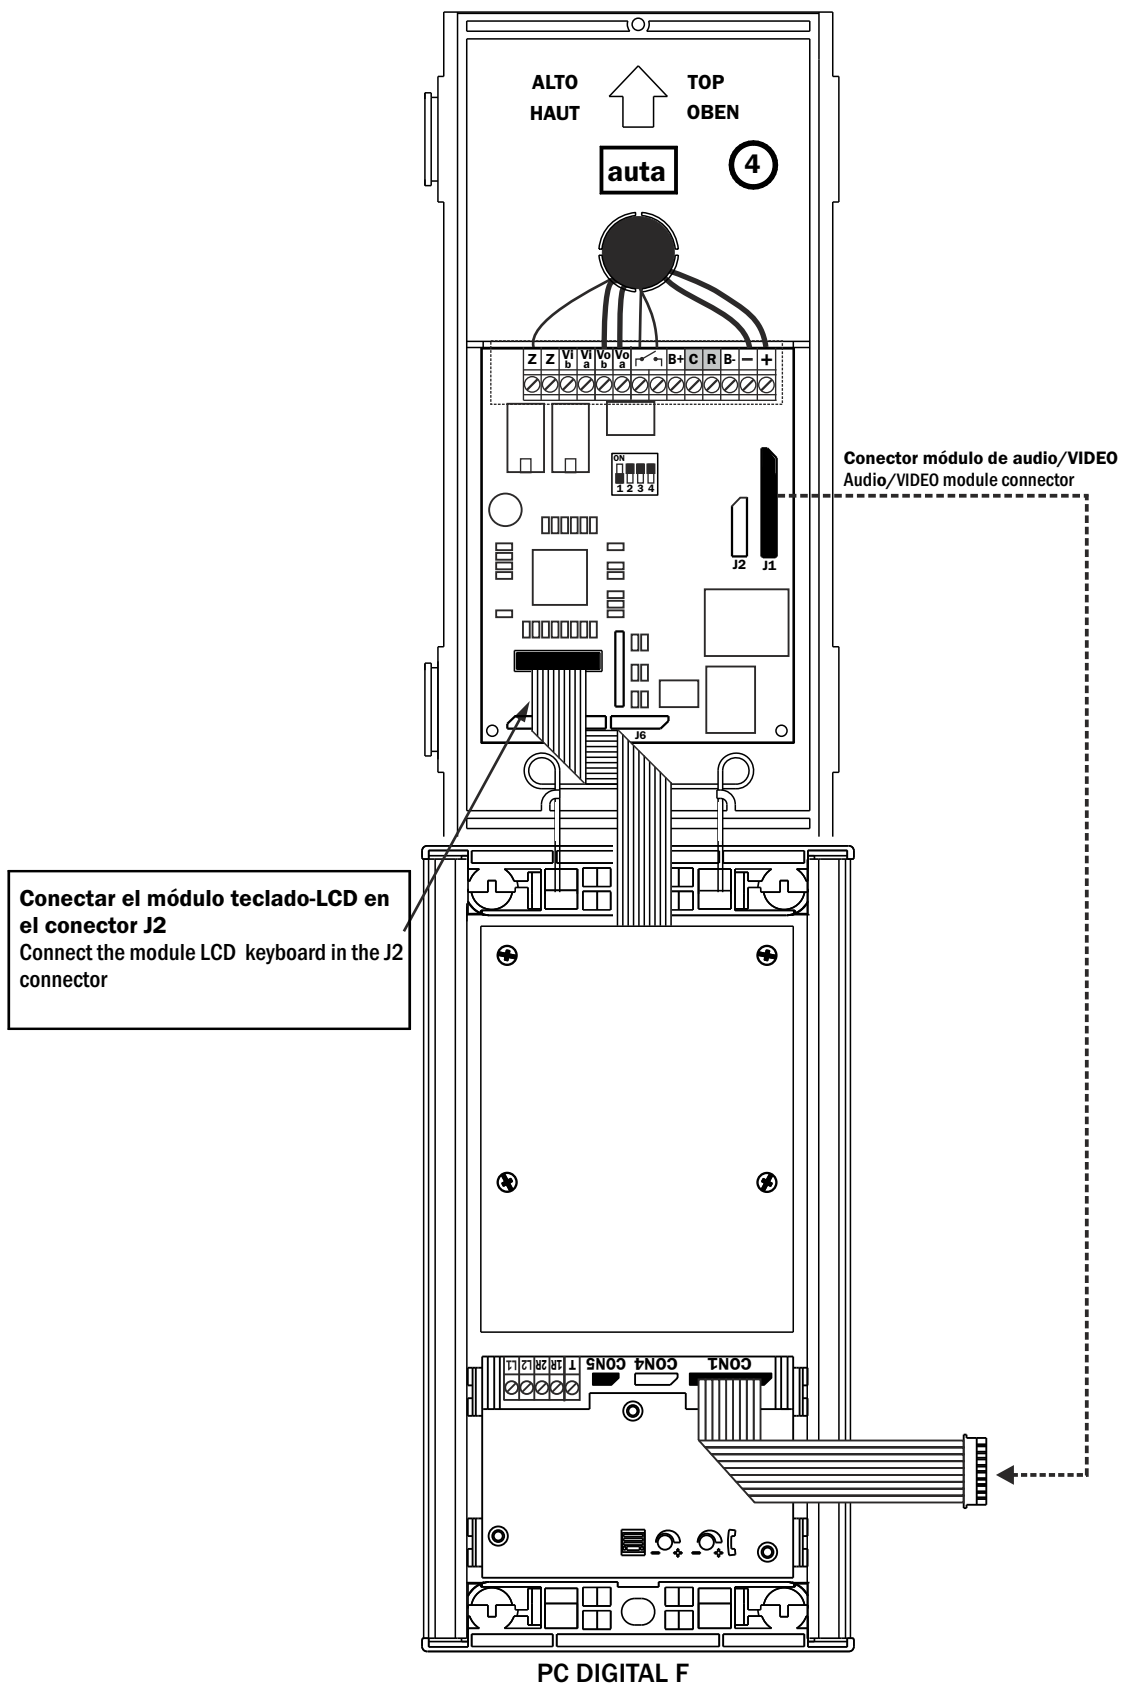 ALTO TOP
HAUT OBEN
auta
4
Z Z Vi b Vi a Vo b Vo a B+ C R B- − +
ON
1 2 3 4
Conector módulo de audio/VIDEO
Audio/VIDEO module connector
J2 J1
J6
Conectar el módulo teclado-LCD en
el conector J2
Connect the module LCD keyboard in the J2
connector
L1 L2 2R 1R T CON5 CON4 CON1
− + − +
PC DIGITAL F